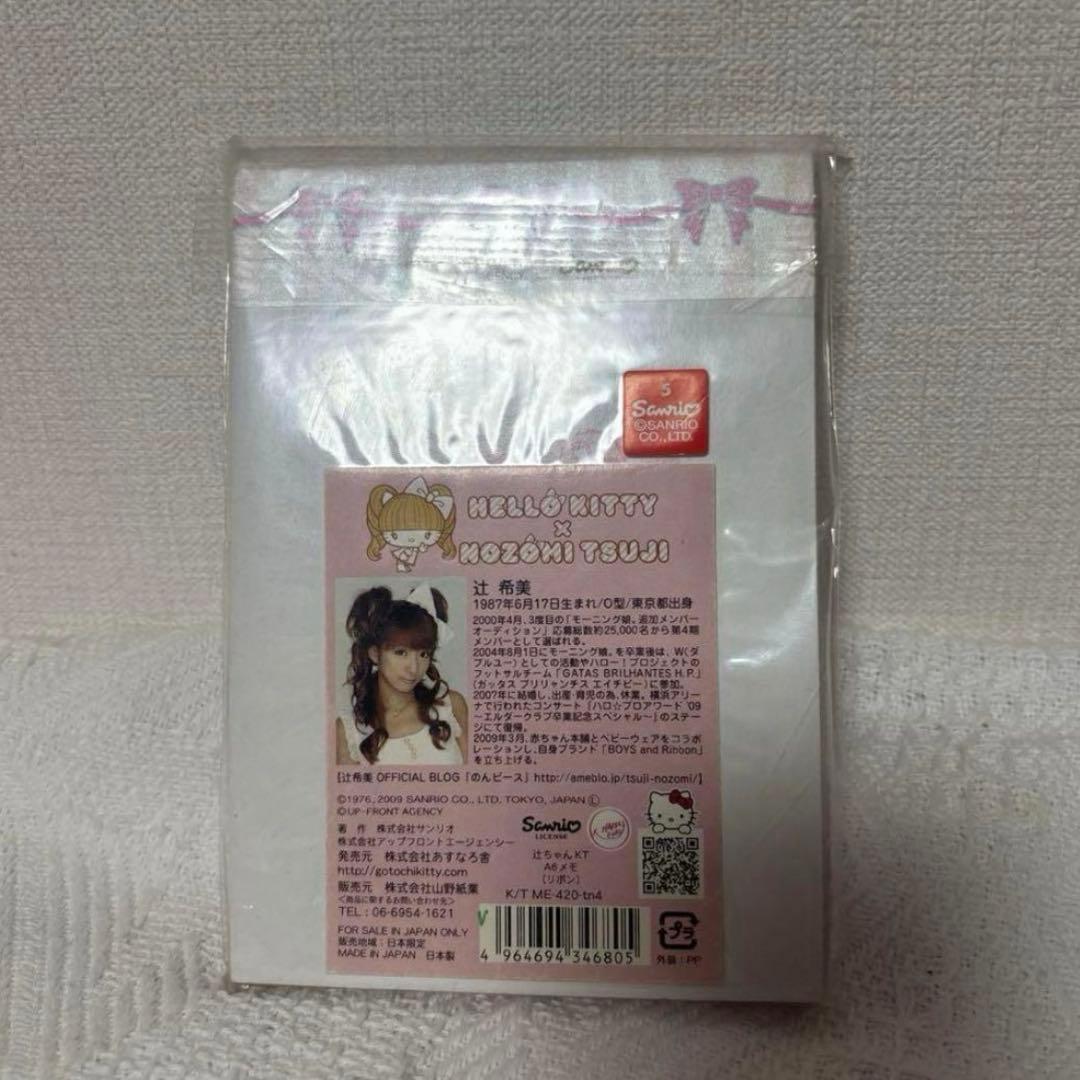 5
Sanrio
©SANRIO
CO.,LTD.
HELLO KITTY
×
NOZOMI TSUJI
辻 希美
1987年6月17日生まれ/O型/東京都出身
2000年4月、3度目の「モーニング娘。追加メンバー
オーディション」応募総数約25,000名から第4期
メンバーとして選ばれる。
2004年8月1日にモーニング娘。を卒業後は、W(ダ
ブルユー)としての活動やハロー！プロジェクトの
フットサルチーム「GATAS BRILHANTES H.P.」
(ガッタス ブリリャンチス エイチピー)に参加。
2007年に結婚し、出産・育児の為、休業。横浜アリー
ナで行われたコンサート「ハロ☆プロアワード '09
～エルダークラブ卒業記念スペシャル～」のステー
ジにて復帰。
2009年3月、赤ちゃん本舗とベビーウェアをコラボ
レーションし、自身ブランド「BOYS and Ribbon」
を立ち上げる。
【辻希美 OFFICIAL BLOG「のんピース」http://ameblo.jp/tsuji-nozomi/】
©1976, 2009 SANRIO CO., LTD. TOKYO, JAPAN Ⓛ
©UP-FRONT AGENCY
著 作 株式会社サンリオ
株式会社アップフロントエージェンシー
発売元 株式会社あすなろ舎
http://gotochikitty.com
販売元 株式会社山野紙業
<商品に関するお問い合わせ先>
TEL：06-6954-1621
FOR SALE IN JAPAN ONLY
販売地域：日本限定
MADE IN JAPAN 日本製
Sanrio
LICENSE
辻ちゃんKT
A6メモ
(リボン)
K/T ME-420-tn4
V
4 964694 346805
プラ
外装：PP